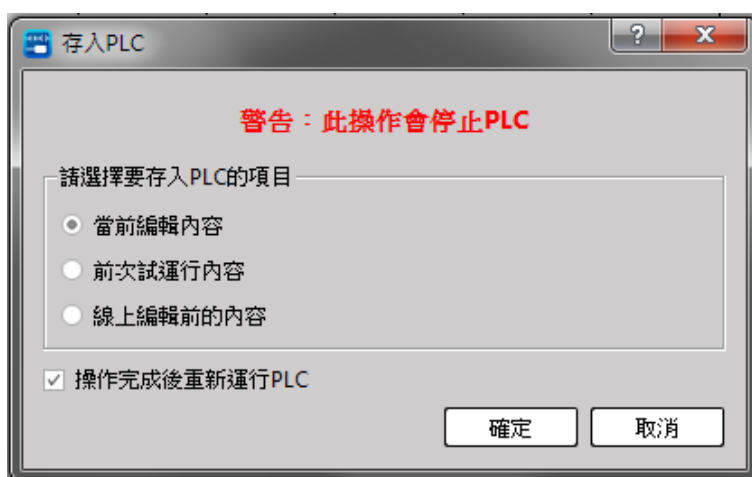 存入PLC
?
X
警告：此操作會停止PLC
請選擇要存入PLC的項目
當前編輯內容
前次試運行內容
線上編輯前的內容
操作完成後重新運行PLC
確定
取消